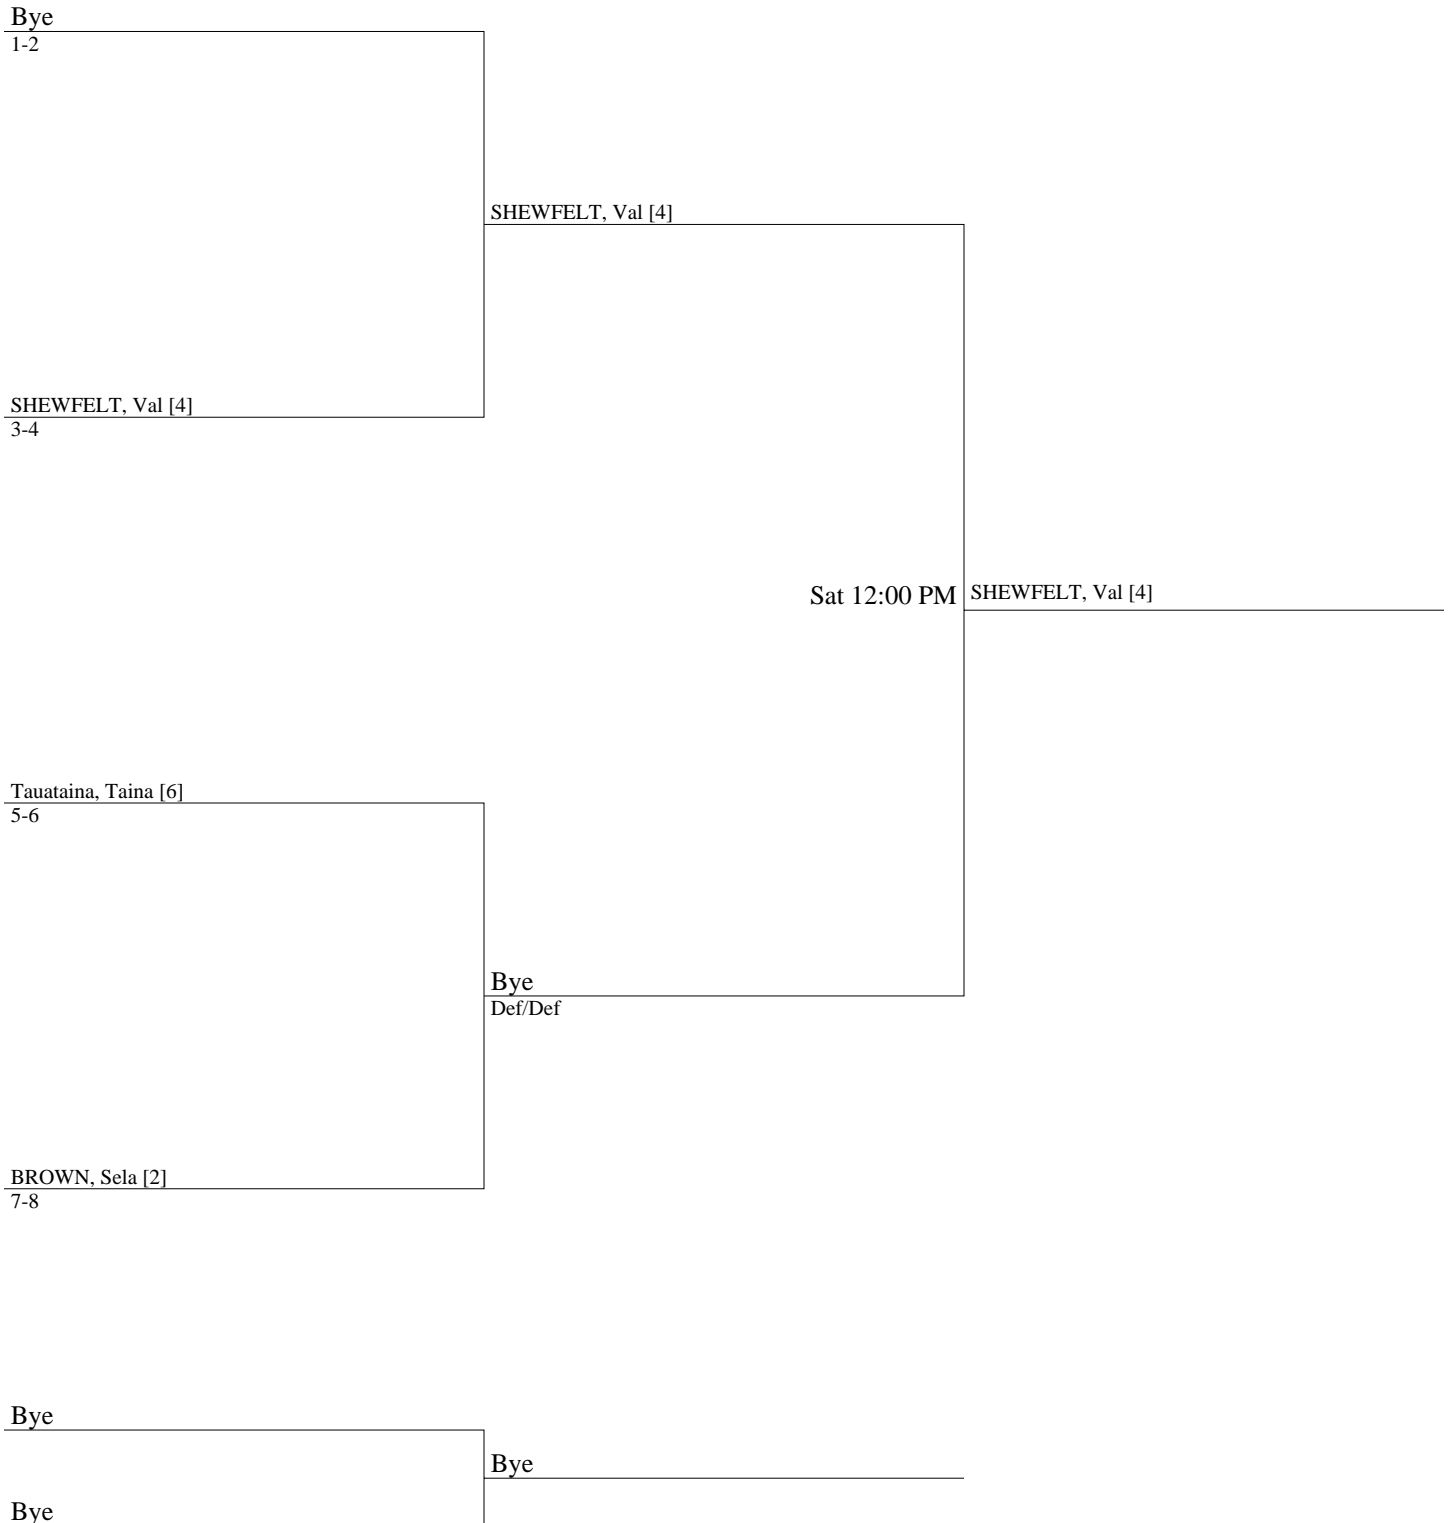 Bye
1-2
SHEWFELT, Val [4]
SHEWFELT, Val [4]
3-4
Sat 12:00 PM
SHEWFELT, Val [4]
Tauataina, Taina [6]
5-6
Bye
Def/Def
BROWN, Sela [2]
7-8
Bye
Bye
Bye